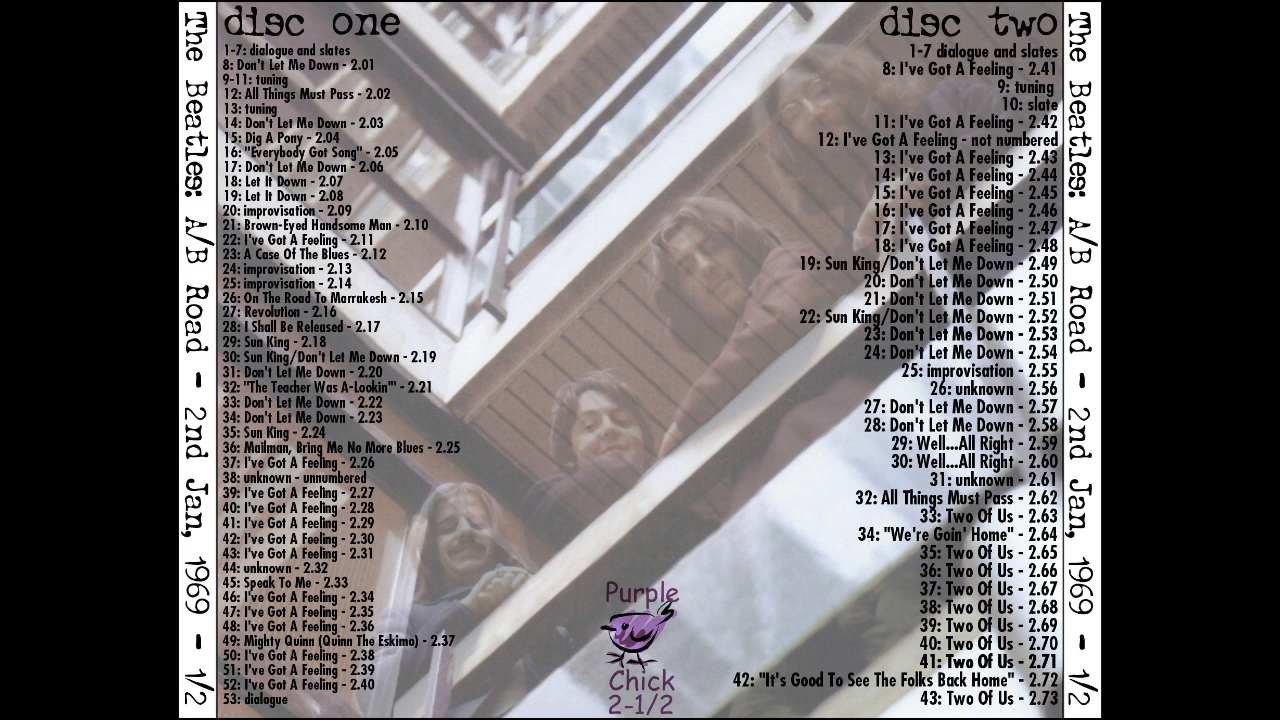 The Beatles: A/B Road - 2nd Jan, 1969 - 1/2
disc one
1-7: dialogue and slates
8: Don't Let Me Down - 2.01
9-11: tuning
12: All Things Must Pass - 2.02
13: tuning
14: Don't Let Me Down - 2.03
15: Dig A Pony - 2.04
16: "Everybody Got Song" - 2.05
17: Don't Let Me Down - 2.06
18: Let It Down - 2.07
19: Let It Down - 2.08
20: improvisation - 2.09
21: Brown-Eyed Handsome Man - 2.10
22: I've Got A Feeling - 2.11
23: A Case Of The Blues - 2.12
24: improvisation - 2.13
25: improvisation - 2.14
26: On The Road To Marrakesh - 2.15
27: Revolution - 2.16
28: I Shall Be Released - 2.17
29: Sun King - 2.18
30: Sun King/Don't Let Me Down - 2.19
31: Don't Let Me Down - 2.20
32: "The Teacher Was A-Lookin'" - 2.21
33: Don't Let Me Down - 2.22
34: Don't Let Me Down - 2.23
35: Sun King - 2.24
36: Mailman, Bring Me No More Blues - 2.25
37: I've Got A Feeling - 2.26
38: unknown - unnumbered
39: I've Got A Feeling - 2.27
40: I've Got A Feeling - 2.28
41: I've Got A Feeling - 2.29
42: I've Got A Feeling - 2.30
43: I've Got A Feeling - 2.31
44: unknown - 2.32
45: Speak To Me - 2.33
46: I've Got A Feeling - 2.34
47: I've Got A Feeling - 2.35
48: I've Got A Feeling - 2.36
49: Mighty Quinn (Quinn The Eskimo) - 2.37
50: I've Got A Feeling - 2.38
51: I've Got A Feeling - 2.39
52: I've Got A Feeling - 2.40
53: dialogue
Purple
Chick
2-1/2
disc two
1-7 dialogue and slates
8: I've Got A Feeling - 2.41
9: tuning
10: slate
11: I've Got A Feeling - 2.42
12: I've Got A Feeling - not numbered
13: I've Got A Feeling - 2.43
14: I've Got A Feeling - 2.44
15: I've Got A Feeling - 2.45
16: I've Got A Feeling - 2.46
17: I've Got A Feeling - 2.47
18: I've Got A Feeling - 2.48
19: Sun King/Don't Let Me Down - 2.49
20: Don't Let Me Down - 2.50
21: Don't Let Me Down - 2.51
22: Sun King/Don't Let Me Down - 2.52
23: Don't Let Me Down - 2.53
24: Don't Let Me Down - 2.54
25: improvisation - 2.55
26: unknown - 2.56
27: Don't Let Me Down - 2.57
28: Don't Let Me Down - 2.58
29: Well...All Right - 2.59
30: Well...All Right - 2.60
31: unknown - 2.61
32: All Things Must Pass - 2.62
33: Two Of Us - 2.63
34: "We're Goin' Home" - 2.64
35: Two Of Us - 2.65
36: Two Of Us - 2.66
37: Two Of Us - 2.67
38: Two Of Us - 2.68
39: Two Of Us - 2.69
40: Two Of Us - 2.70
41: Two Of Us - 2.71
42: "It's Good To See The Folks Back Home" - 2.72
43: Two Of Us - 2.73
The Beatles: A/B Road - 2nd Jan, 1969 - 1/2